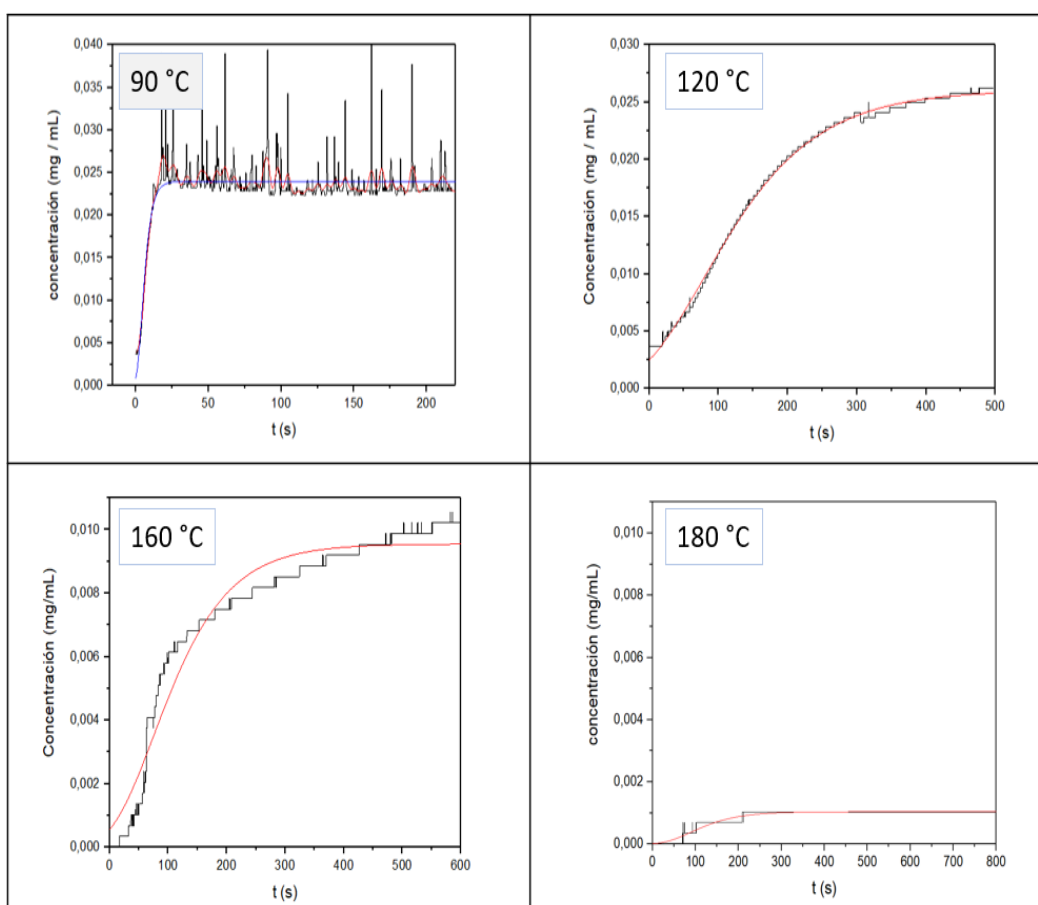 90 °C
concentración (mg / mL)
0,040
0,035
0,030
0,025
0,020
0,015
0,010
0,005
0,000
0 50 100 150 200
t (s)
120 °C
Concentración (mg / mL)
0,030
0,025
0,020
0,015
0,010
0,005
0,000
0 100 200 300 400 500
t (s)
160 °C
Concentración (mg/mL)
0,010
0,008
0,006
0,004
0,002
0,000
0 100 200 300 400 500 600
t (s)
180 °C
concentración (mg/mL)
0,010
0,008
0,006
0,004
0,002
0,000
0 100 200 300 400 500 600 700 800
t (s)